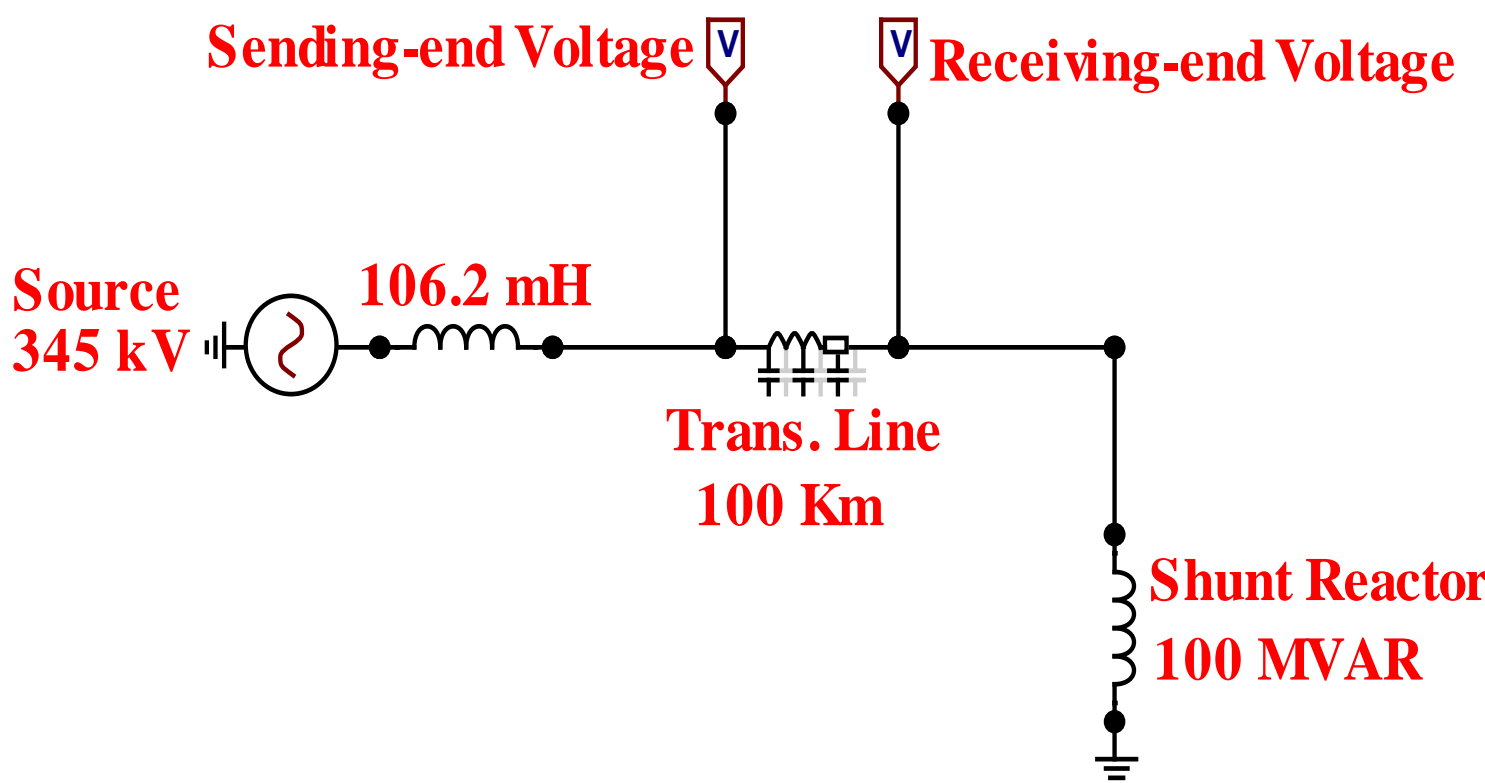 Sending-end Voltage
V
V
Receiving-end Voltage
Source
345 kV
106.2 mH
Trans. Line
100 Km
Shunt Reactor
100 MVAR